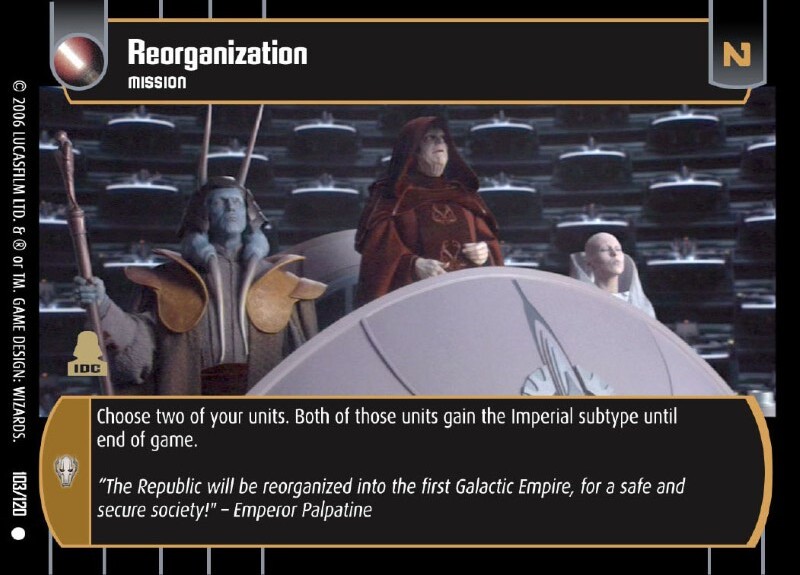 Reorganization
MISSION
2
IDC
Choose two of your units. Both of those units gain the Imperial subtype until
end of game.
“The Republic will be reorganized into the first Galactic Empire, for a safe and
secure society!" – Emperor Palpatine
© 2006 LUCASFILM LTD. & ® or TM. GAME DESIGN: WIZARDS. 103/120